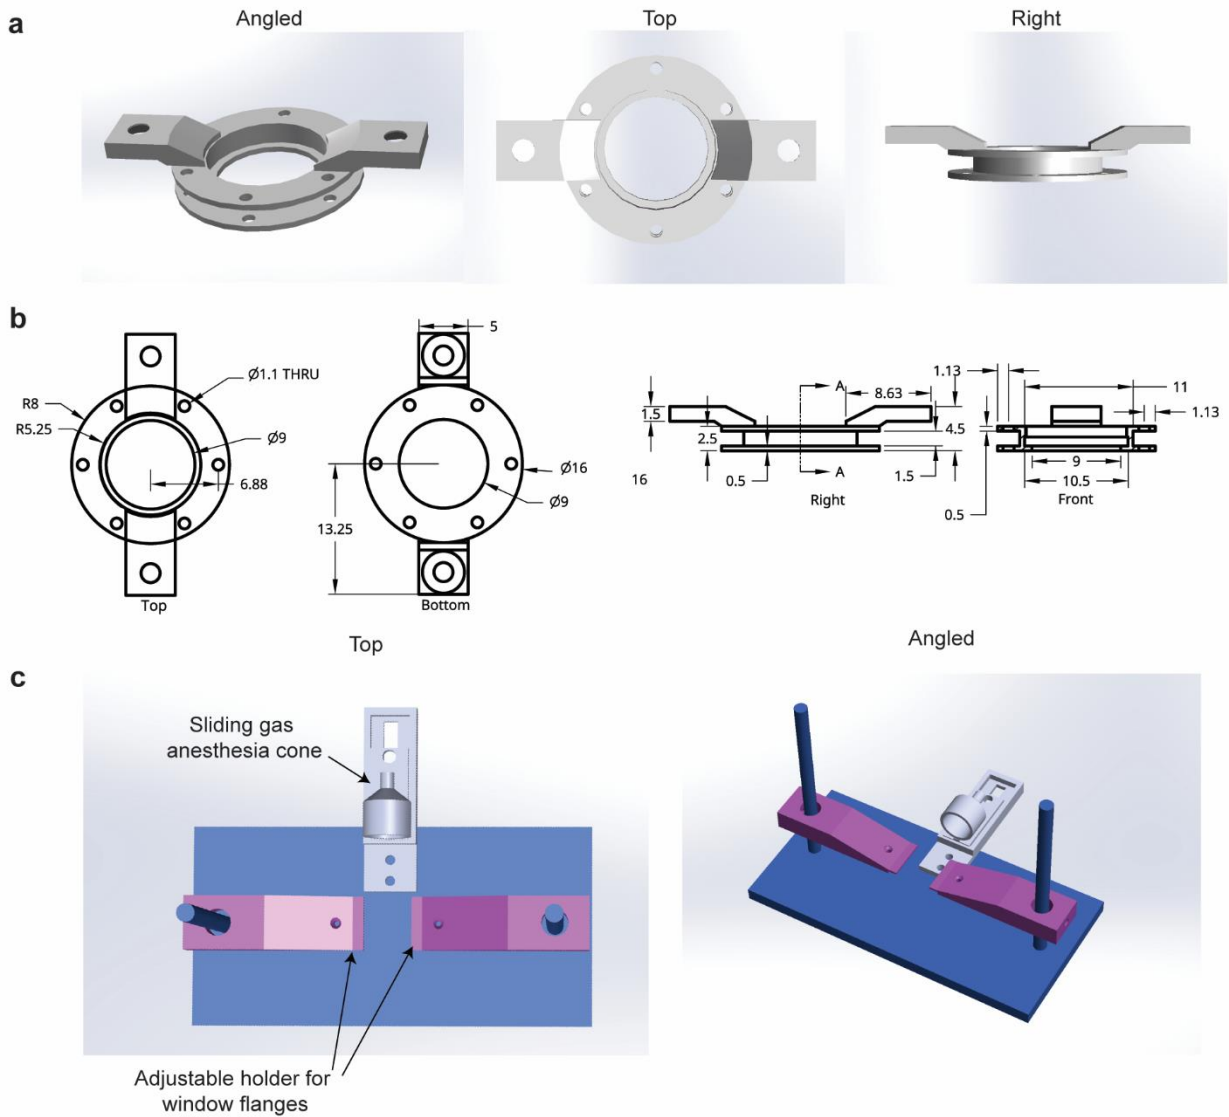 a
Angled
Top
Right
b
Ø1.1 THRU
R8
R5.25
Ø9
6.88
Top
5
Ø16
Ø9
13.25
Bottom
A
8.63
1.5
2.5
4.5
0.5
1.5
16
A
Right
1.13
11
1.13
9
10.5
0.5
Front
Top
Angled
c
Sliding gas
anesthesia cone
Adjustable holder for
window flanges